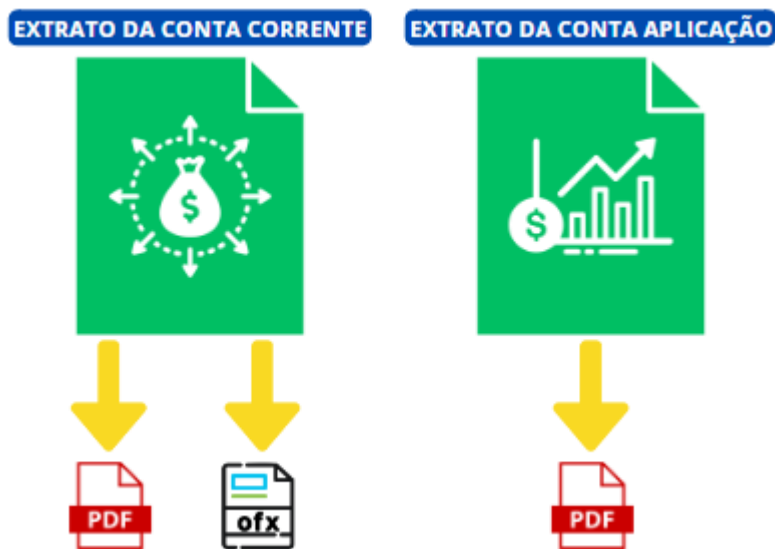 EXTRATO DA CONTA CORRENTE
EXTRATO DA CONTA APLICAÇÃO
$
$
PDF
ofx
PDF